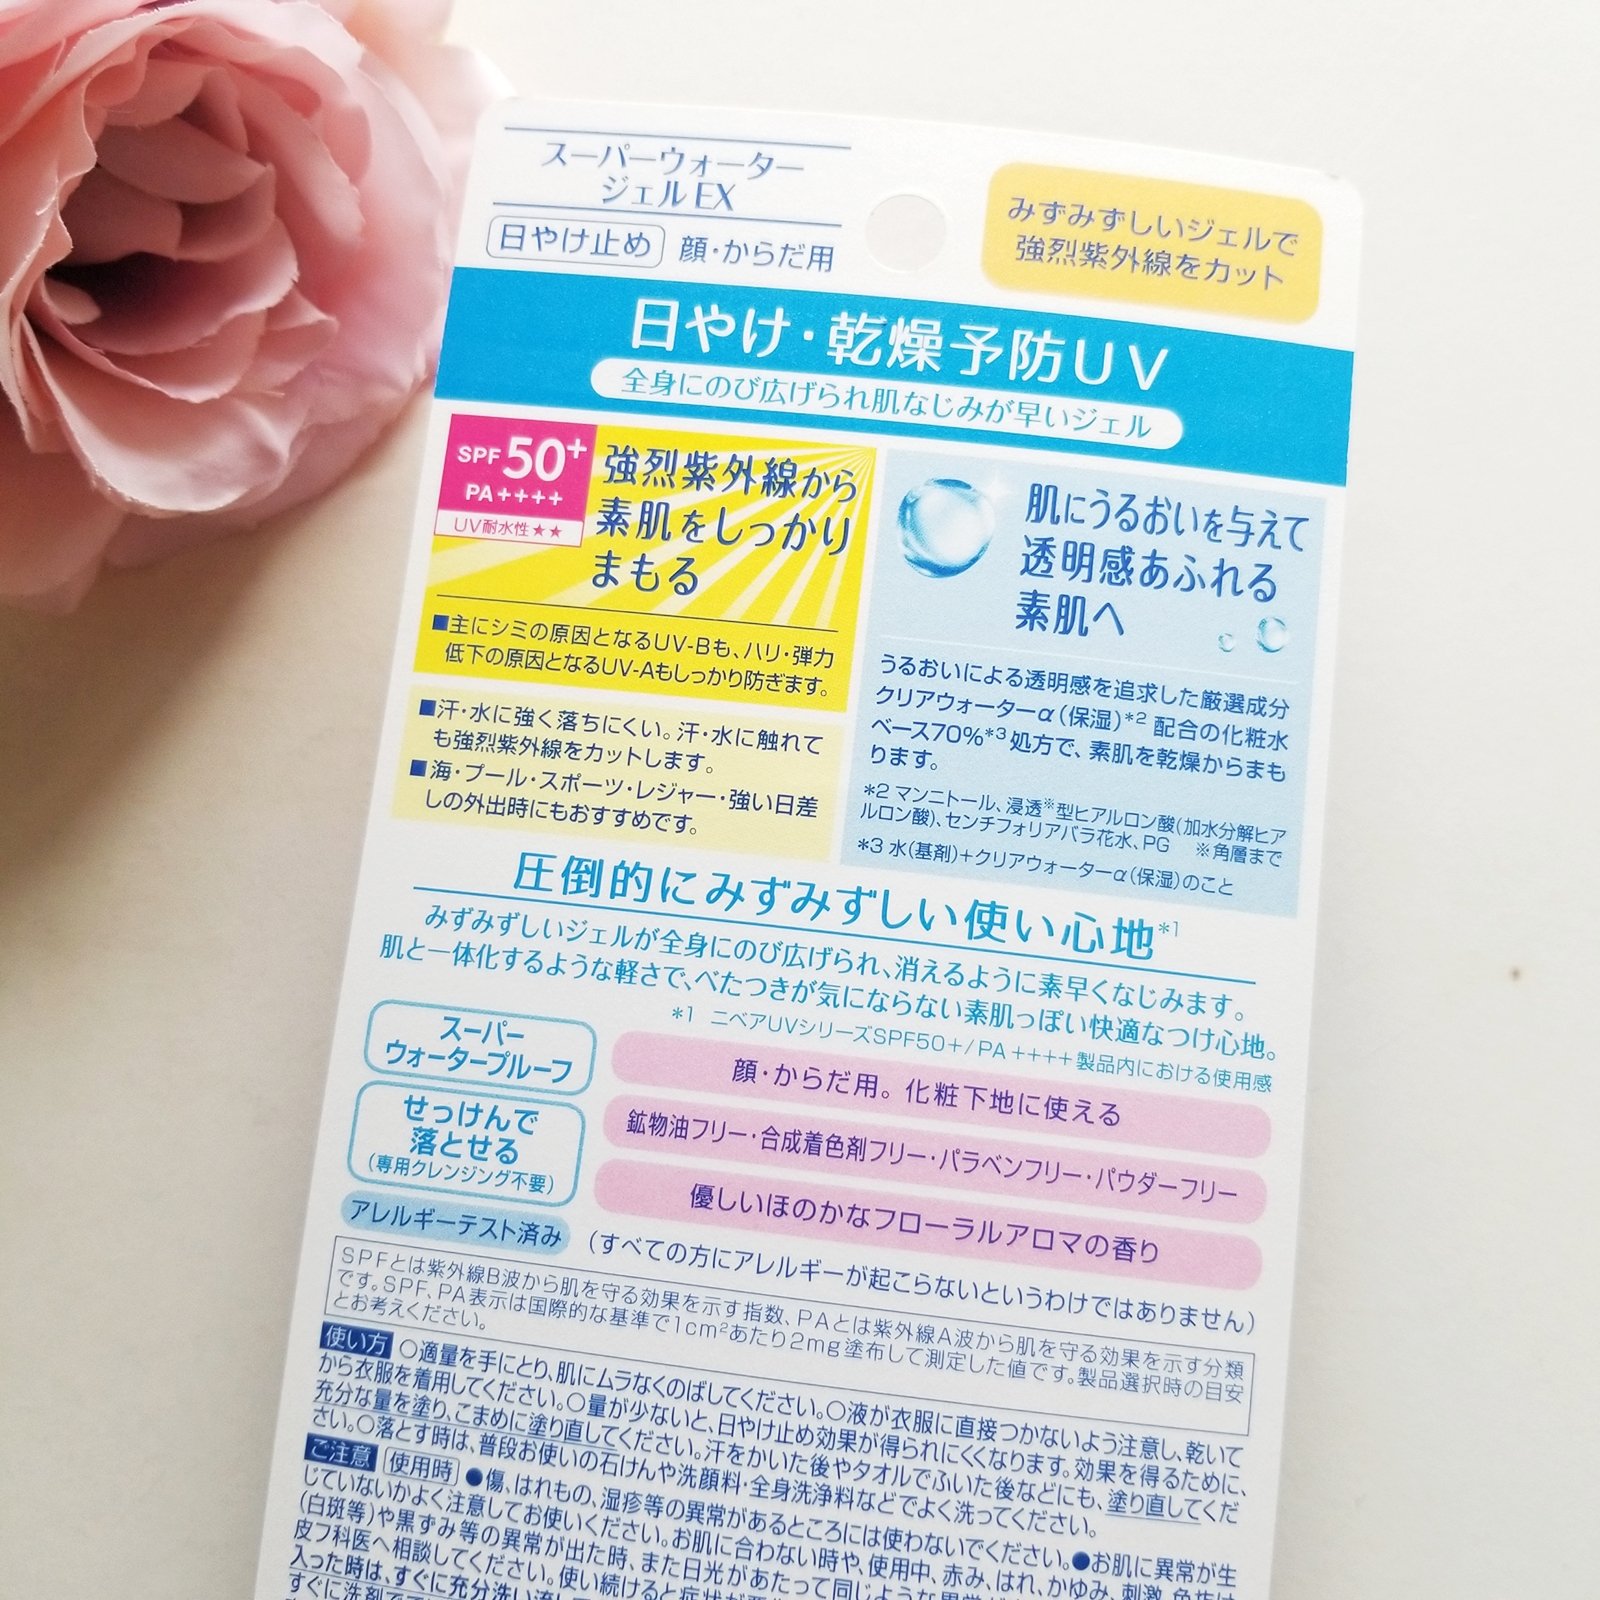 スーパーウォーター
ジェルEX
日やけ止め 顔・からだ用
みずみずしいジェルで
強烈紫外線をカット
日やけ・乾燥予防UV
全身にのび広げられ肌なじみが早いジェル
SPF50+
PA++++
UV耐水性★★
強烈紫外線から
素肌をしっかり
まもる
■主にシミの原因となるUV-Bも、ハリ・弾力
低下の原因となるUV-Aもしっかり防ぎます。
■汗・水に強く落ちにくい。汗・水に触れて
も強烈紫外線をカットします。
■海・プール・スポーツ・レジャー・強い日差
しの外出時にもおすすめです。
肌にうるおいを与えて
透明感あふれる
素肌へ
うるおいによる透明感を追求した厳選成分
クリアウォーターα(保湿)*2 配合の化粧水
ベース70%*3処方で、素肌を乾燥からまも
ります。
*2 マンニトール、浸透※型ヒアルロン酸(加水分解ヒア
ルロン酸)、センチフォリアバラ花水、PG ※角層まで
*3 水(基剤)+クリアウォーターα(保湿)のこと
圧倒的にみずみずしい使い心地*1
みずみずしいジェルが全身にのび広げられ、消えるように素早くなじみます。
肌と一体化するような軽さで、べたつきが気にならない素肌っぽい快適なつけ心地。
*1 ニベアUVシリーズSPF50+/PA++++製品内における使用感
スーパー
ウォータープルーフ
せっけんで
落とせる
(専用クレンジング不要)
顔・からだ用。化粧下地に使える
鉱物油フリー・合成着色剤フリー・パラベンフリー・パウダーフリー
優しいほのかなフローラルアロマの香り
アレルギーテスト済み (すべての方にアレルギーが起こらないというわけではありません)
SPFとは紫外線B波から肌を守る効果を示す指数、PAとは紫外線A波から肌を守る効果を示す分類
です。SPF、PA表示は国際的な基準で1cm²あたり2mg塗布して測定した値です。製品選択時の目安
とお考えください。
使い方 ○適量を手にとり、肌にムラなくのばしてください。○液が衣服に直接つかないよう注意し、乾いて
から衣服を着用してください。○量が少ないと、日やけ止め効果が得られにくくなります。効果を得るために、
充分な量を塗り、こまめに塗り直してください。汗をかいた後やタオルでふいた後などにも、塗り直してくだ
さい。○落とす時は、普段お使いの石けんや洗顔料・全身洗浄料などでよく洗ってください。
ご注意 使用時 ●傷、はれもの、湿疹等の異常があるところには使わないでください。●お肌に異常が生
じていないかよく注意してお使いください。お肌に合わない時や、使用中、赤み、はれ、かゆみ、刺激、色抜け
(白斑等)や黒ずみ等の異常が出た時、また日光があたって同じような異常が
皮フ科医へ相談してください。使い続けると症状が
入った時は、すぐに充分洗い流し
すぐに洗剤で